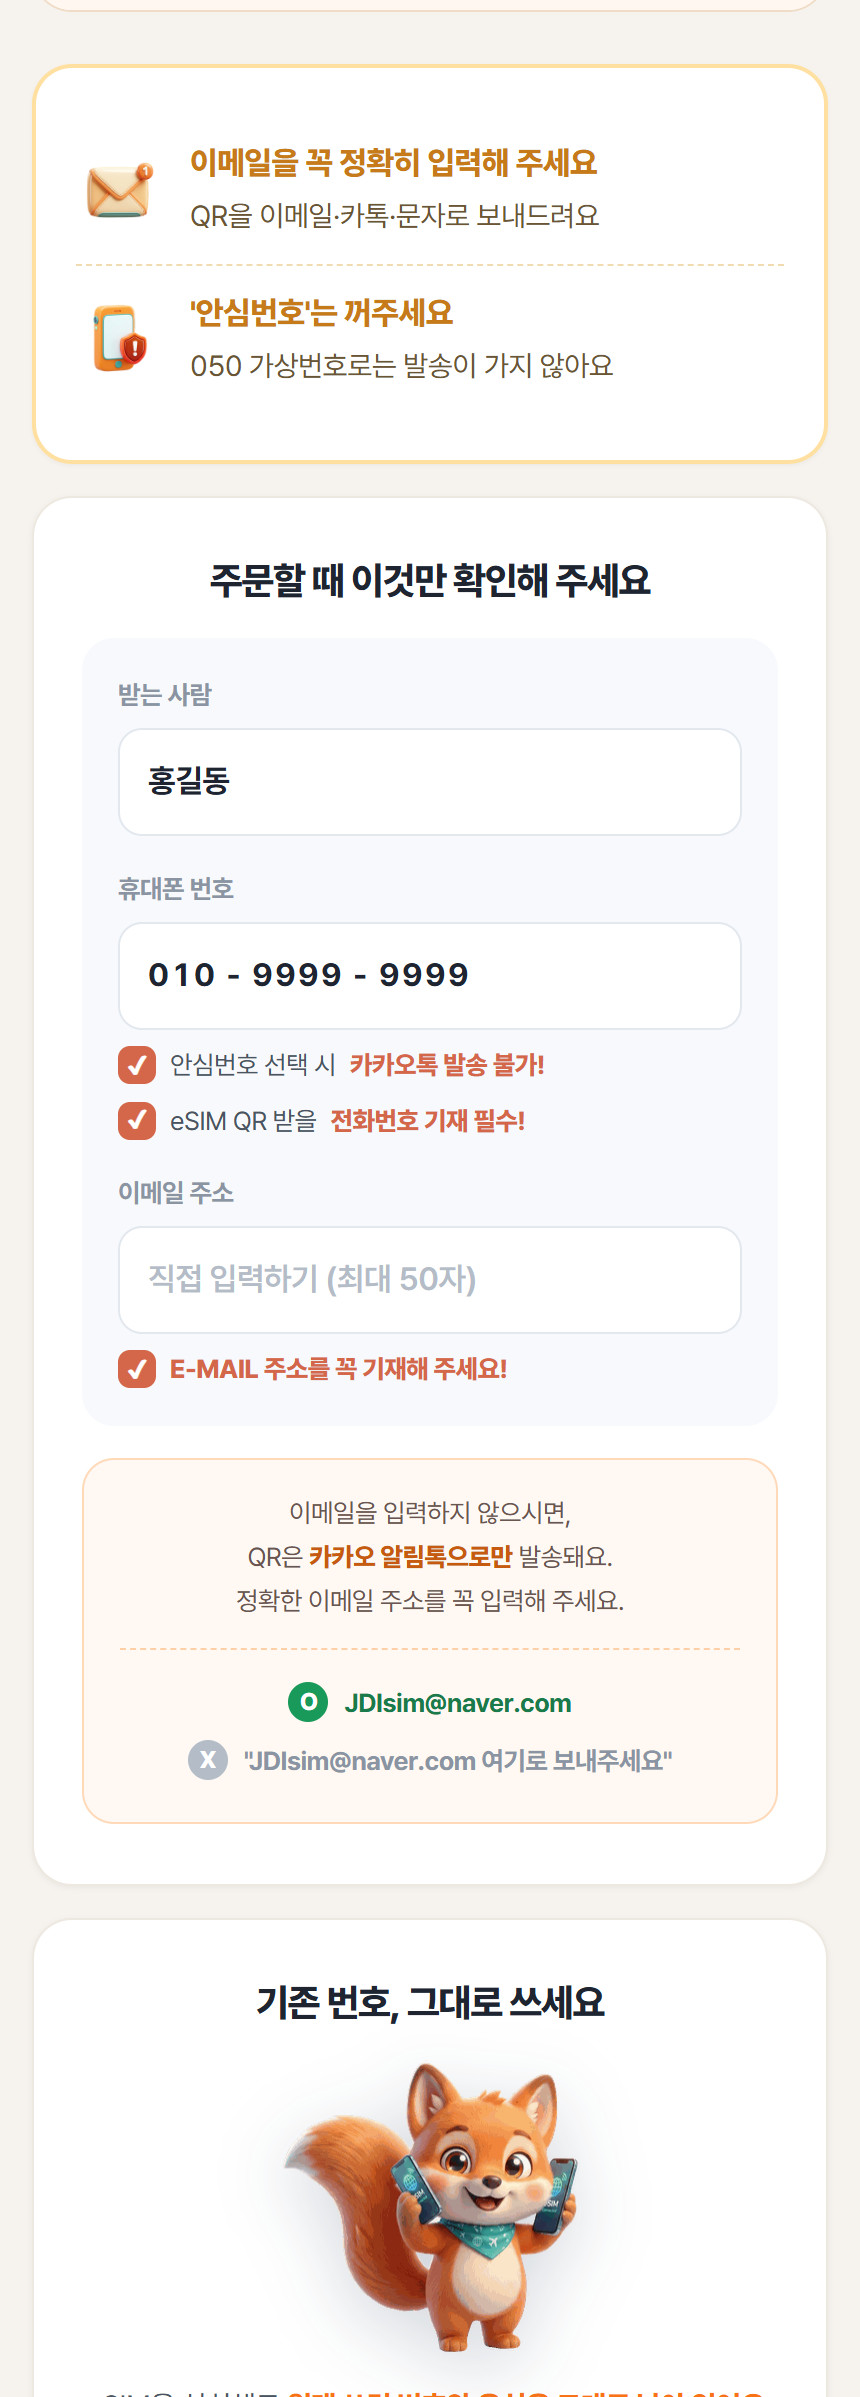 이메일을 꼭 정확히 입력해 주세요
QR을 이메일·카톡·문자로 보내드려요
'안심번호'는 꺼주세요
050 가상번호로는 발송이 가지 않아요
주문할 때 이것만 확인해 주세요
받는 사람
홍길동
휴대폰 번호
010 - 9999 - 9999
안심번호 선택 시 카카오톡 발송 불가!
eSIM QR 받을 전화번호 기재 필수!
이메일 주소
직접 입력하기 (최대 50자)
E-MAIL 주소를 꼭 기재해 주세요!
이메일을 입력하지 않으시면,
QR은 카카오 알림톡으로만 발송돼요.
정확한 이메일 주소를 꼭 입력해 주세요.
O JDIsim@naver.com
X "JDIsim@naver.com 여기로 보내주세요"
기존 번호, 그대로 쓰세요